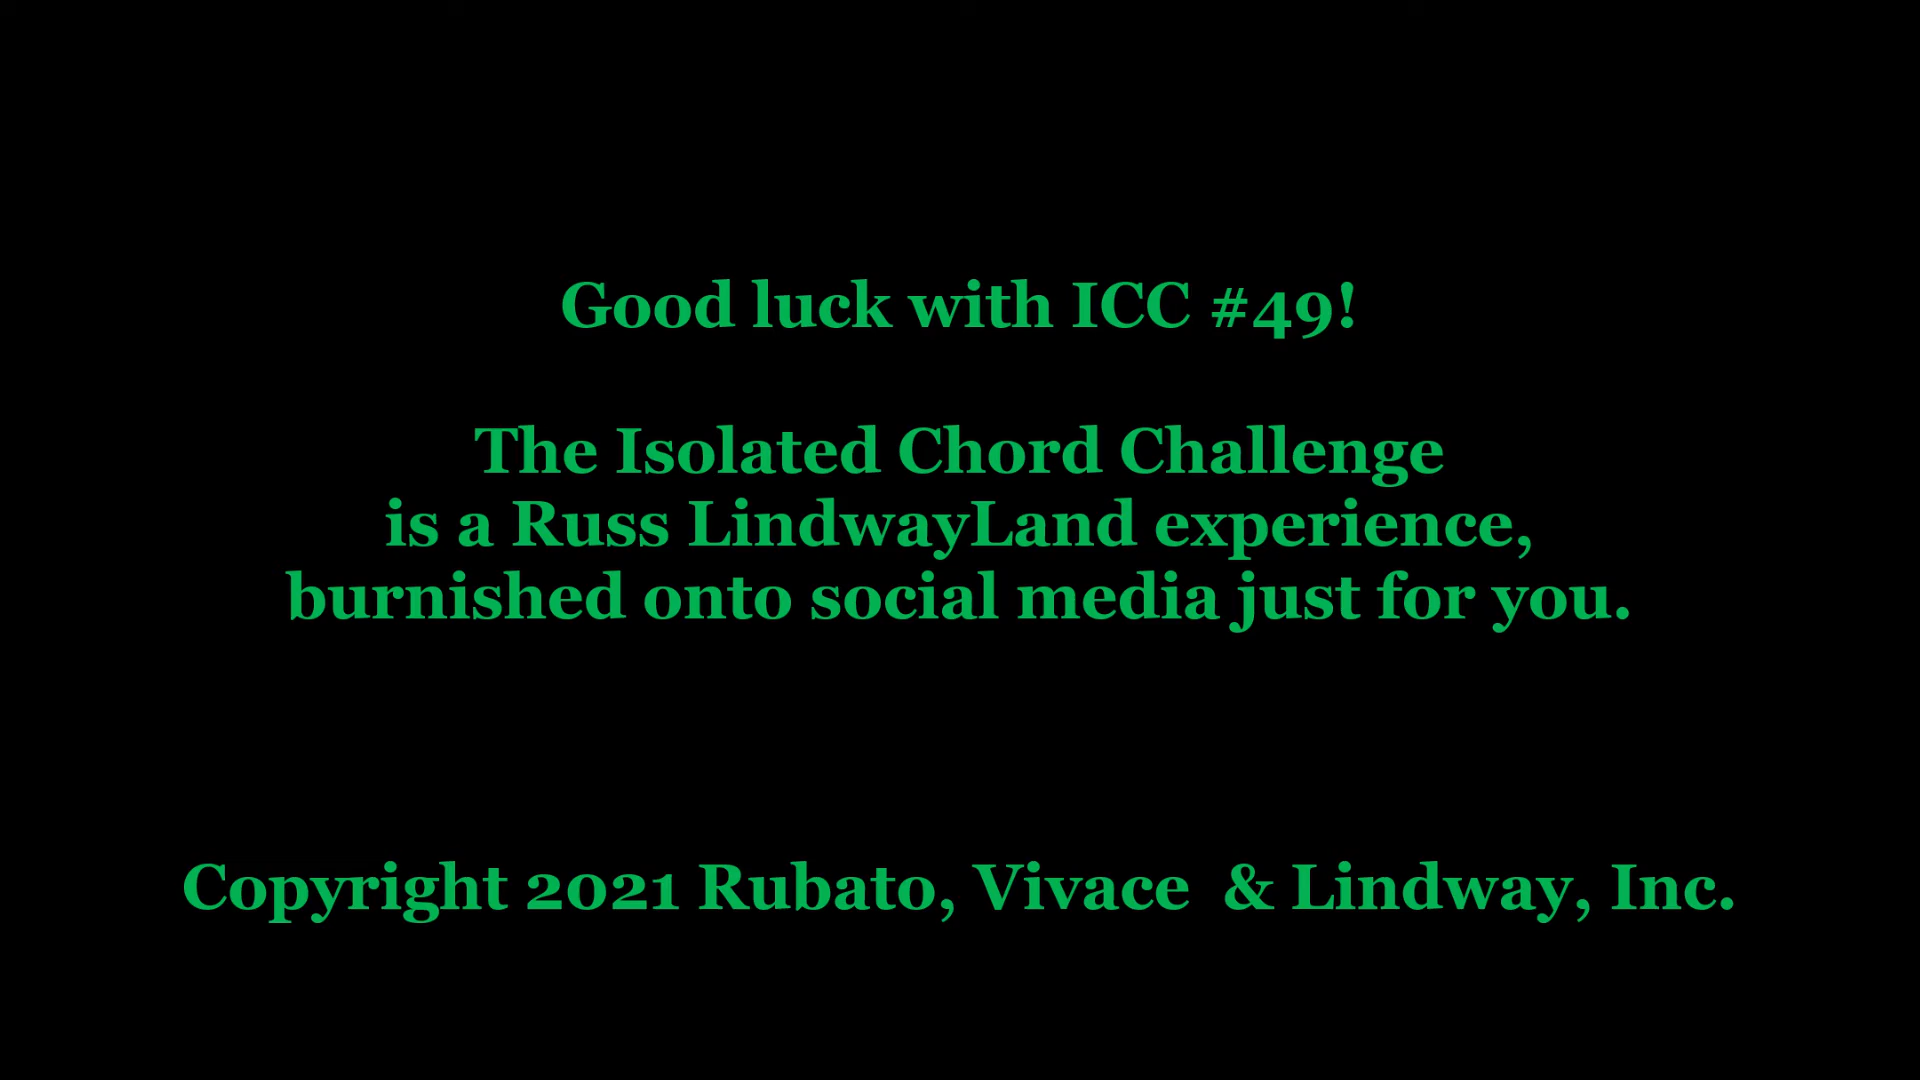 Good luck with ICC #49!
The Isolated Chord Challenge
is a Russ LindwayLand experience,
burnished onto social media just for you.
Copyright 2021 Rubato, Vivace  & Lindway, Inc.